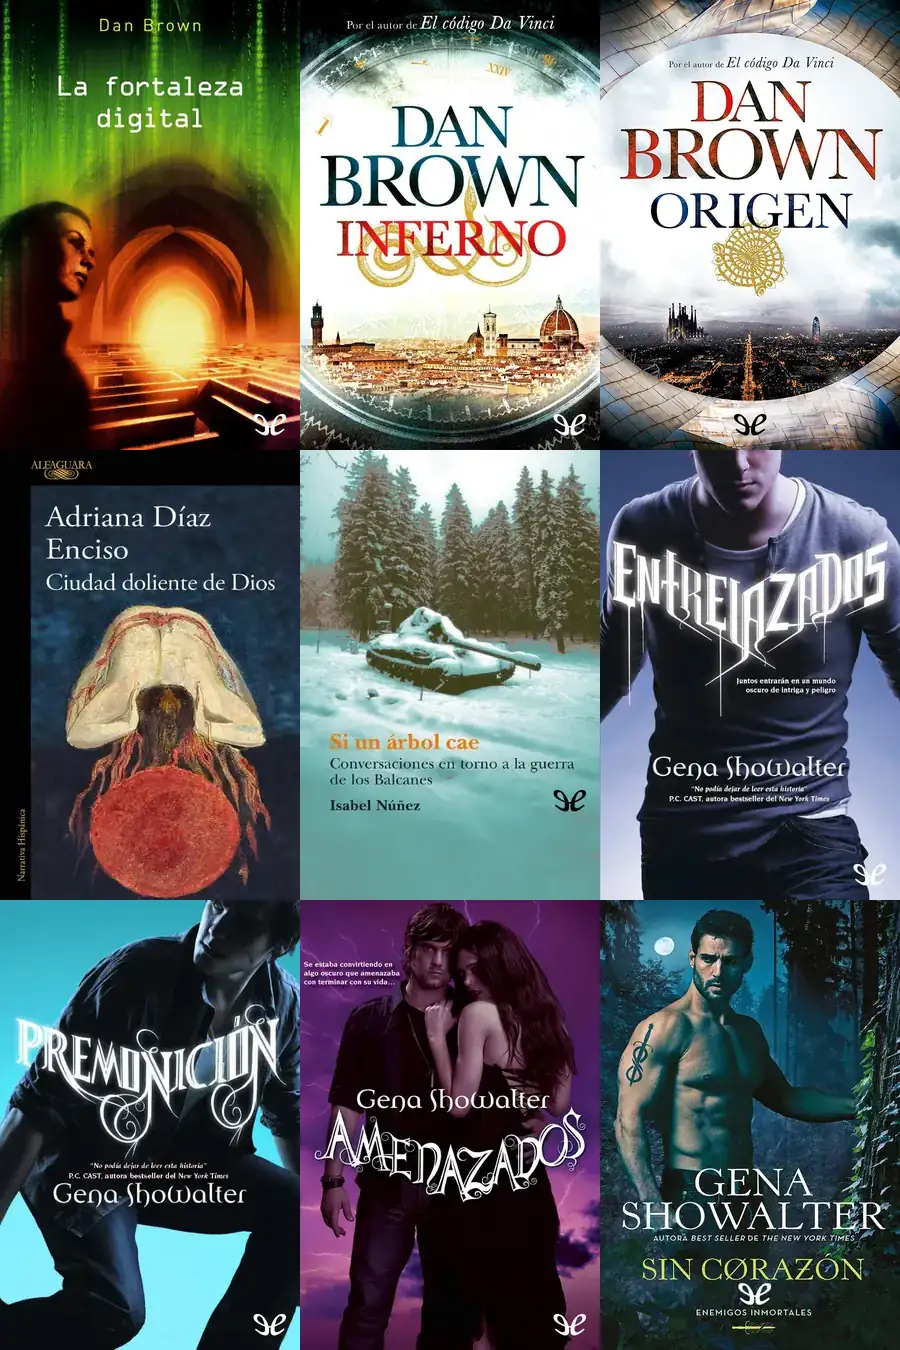 Dan Brown
La fortaleza
digital
Por el autor de El código Da Vinci
XXIV
DAN
BROWN
INFERNO
Por el autor de El código Da Vinci
DAN
BROWN
ORIGEN
ALFAGUARA
Adriana Díaz
Enciso
Ciudad doliente de Dios
Narrativa Hispánica
Si un árbol cae
Conversaciones en torno a la guerra
de los Balcanes
Isabel Núñez
ENTRELAZADOS
Juntos entrarán en un mundo
oscuro de intriga y peligro
Gena Showalter
"No podía dejar de leer esta historia"
P.C. CAST, autora bestseller del New York Times
PREMONICIÓN
"No podía dejar de leer esta historia"
P.C. CAST, autora bestseller del New York Times
Gena Showalter
Se estaba convirtiendo en
algo oscuro que amenazaba
con terminar con su vida...
Gena Showalter
AMENAZADOS
GENA
SHOWALTER
AUTORA BEST SELLER DE THE NEW YORK TIMES
SIN CØRAZÓN
ENEMIGOS INMORTALES